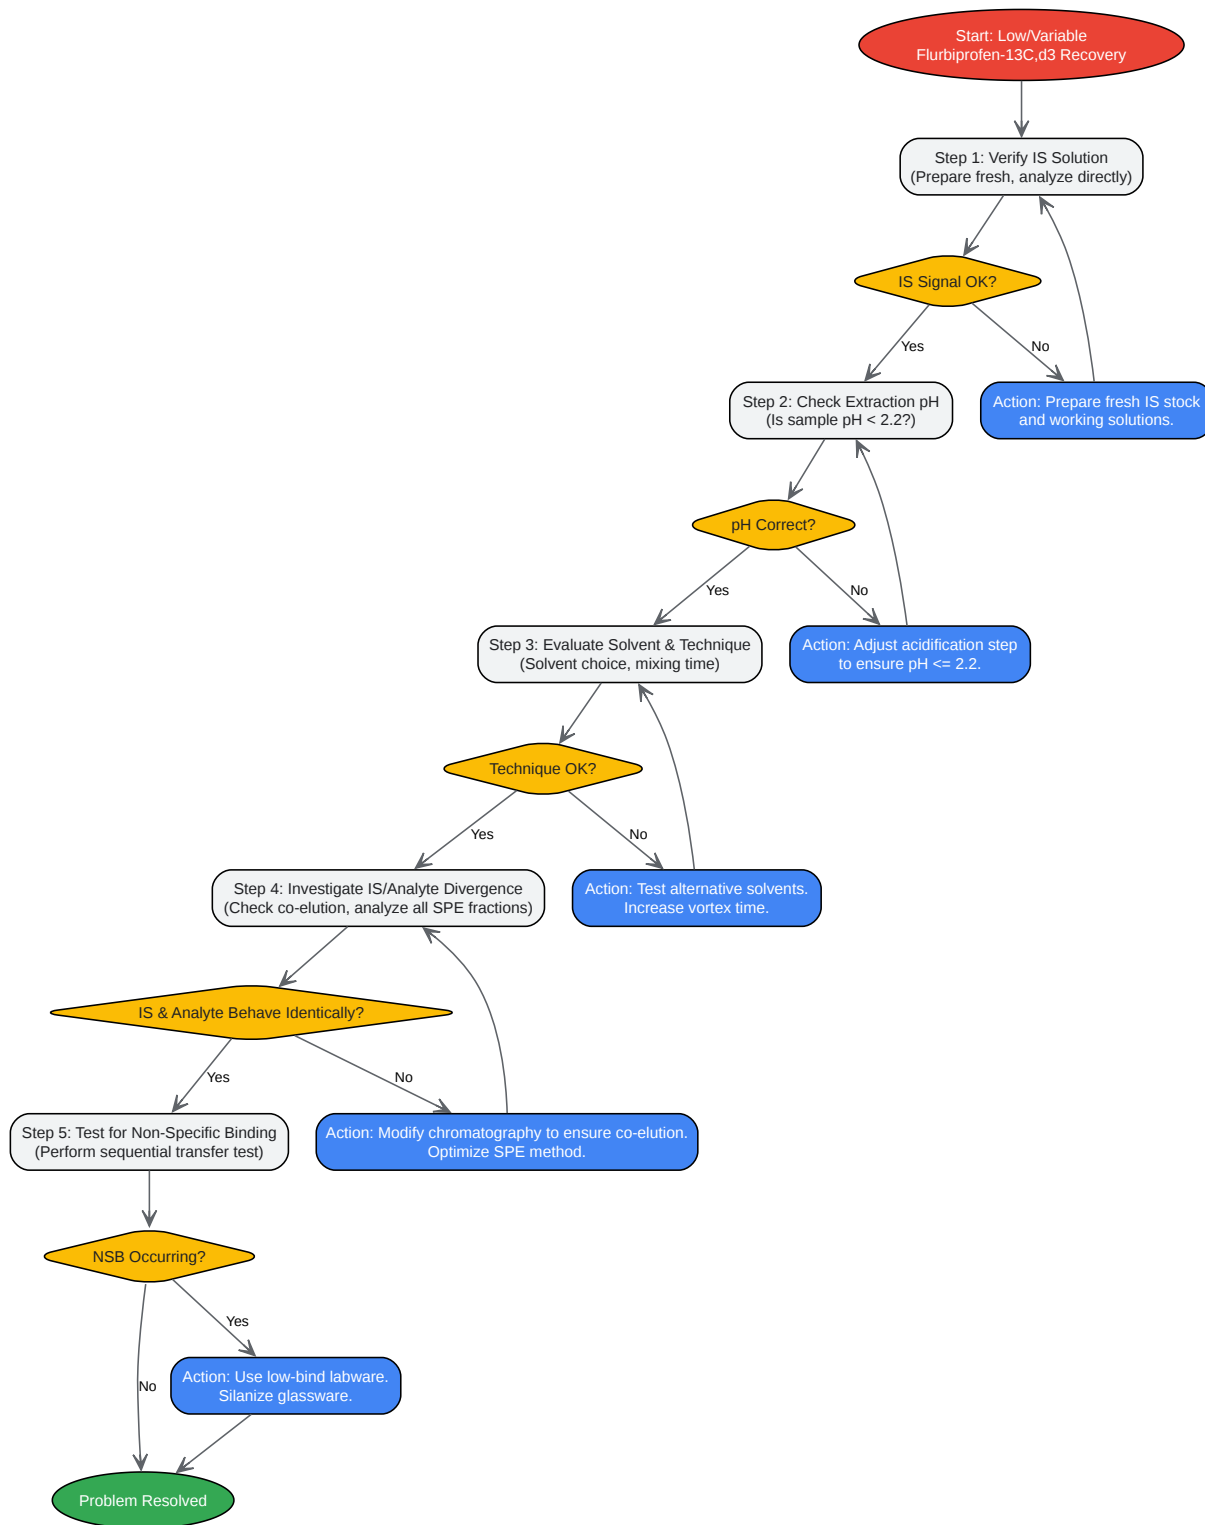 Start: Low/Variable
Flurbiprofen-13C,d3 Recovery
Step 1: Verify IS Solution
(Prepare fresh, analyze directly)
IS Signal OK?
Yes
No
Step 2: Check Extraction pH
(Is sample pH < 2.2?)
Action: Prepare fresh IS stock
and working solutions.
pH Correct?
Yes
No
Step 3: Evaluate Solvent & Technique
(Solvent choice, mixing time)
Action: Adjust acidification step
to ensure pH <= 2.2.
Technique OK?
Yes
No
Step 4: Investigate IS/Analyte Divergence
(Check co-elution, analyze all SPE fractions)
Action: Test alternative solvents.
Increase vortex time.
IS & Analyte Behave Identically?
Yes
No
Step 5: Test for Non-Specific Binding
(Perform sequential transfer test)
Action: Modify chromatography to ensure co-elution.
Optimize SPE method.
NSB Occurring?
Yes
No
Action: Use low-bind labware.
Silanize glassware.
Problem Resolved